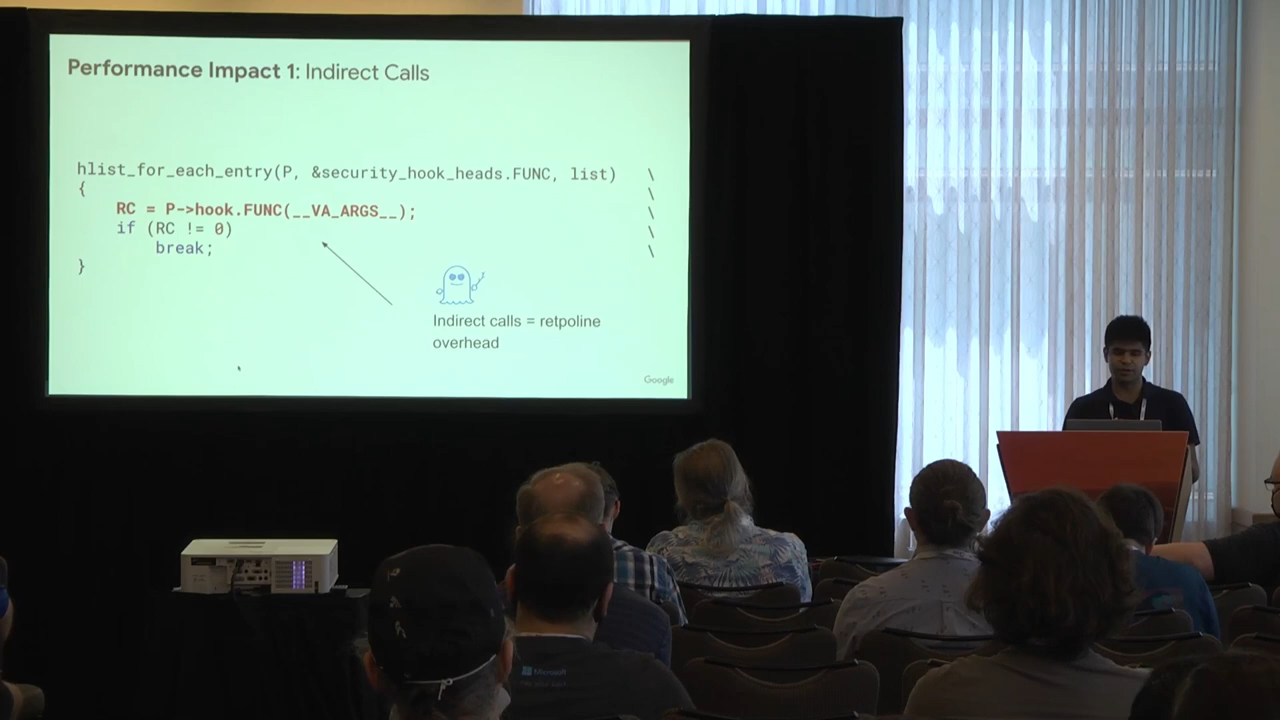 Performance Impact 1: Indirect Calls
hlist_for_each_entry(P, &security_hook_heads.FUNC, list) \
{ \
RC = P->hook.FUNC(__VA_ARGS__); \
if (RC != 0) \
break; \
}
Indirect calls = retpoline
overhead
Google
Microsoft